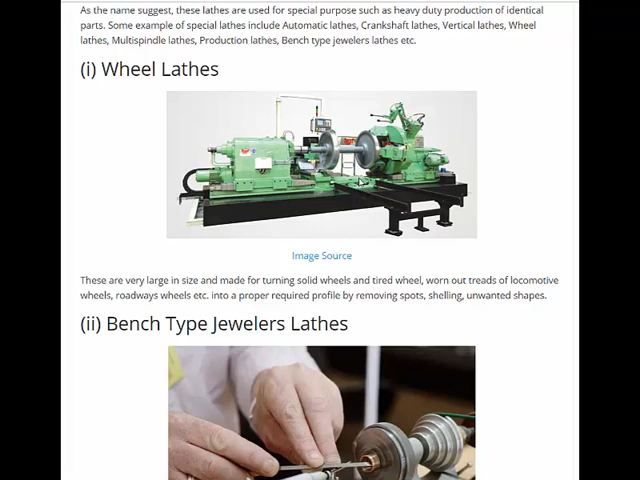 As the name suggest, these lathes are used for special purpose such as heavy duty production of identical
parts. Some example of special lathes include Automatic lathes, Crankshaft lathes, Vertical lathes, Wheel
lathes, Multispindle lathes, Production lathes, Bench type jewelers lathes etc.
(i) Wheel Lathes
Image Source
These are very large in size and made for turning solid wheels and tired wheel, worn out treads of locomotive
wheels, roadways wheels etc. into a proper required profile by removing spots, shelling, unwanted shapes.
(ii) Bench Type Jewelers Lathes